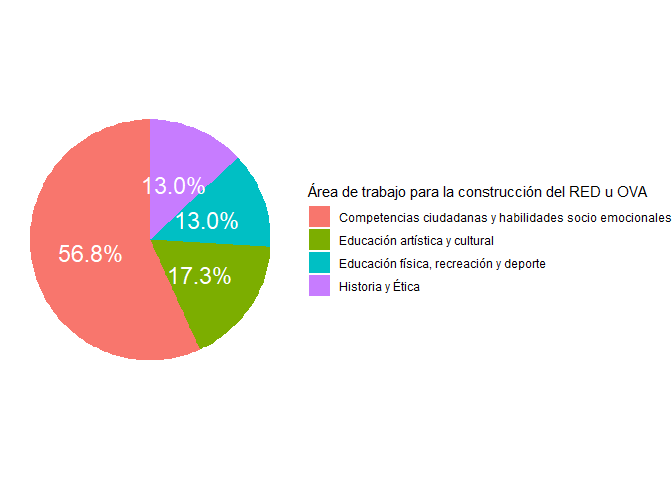 13.0%
13.0%
56.8%
17.3%
Área de trabajo para la construcción del RED u OVA
Competencias ciudadanas y habilidades socio emocionales
Educación artística y cultural
Educación física, recreación y deporte
Historia y Ética